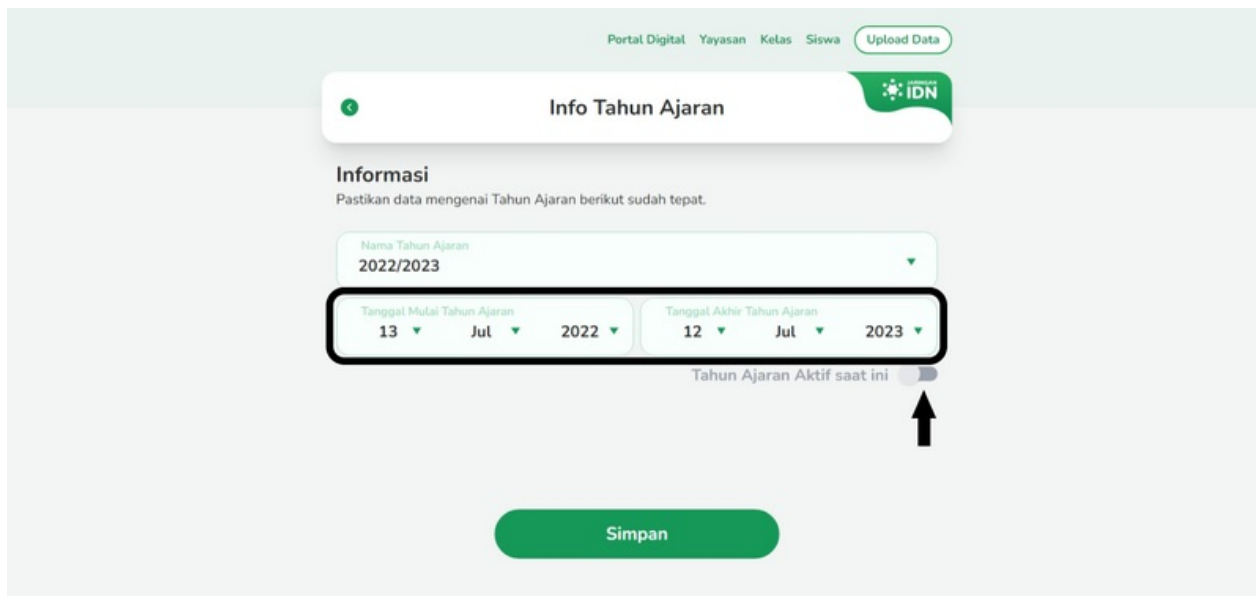 Portal Digital Yayasan Kelas Siswa Upload Data
JARINGAN
IDN
Info Tahun Ajaran
Informasi
Pastikan data mengenai Tahun Ajaran berikut sudah tepat.
Nama Tahun Ajaran
2022/2023
Tanggal Mulai Tahun Ajaran Tanggal Akhir Tahun Ajaran
13 Jul 2022 12 Jul 2023
Tahun Ajaran Aktif saat ini
Simpan